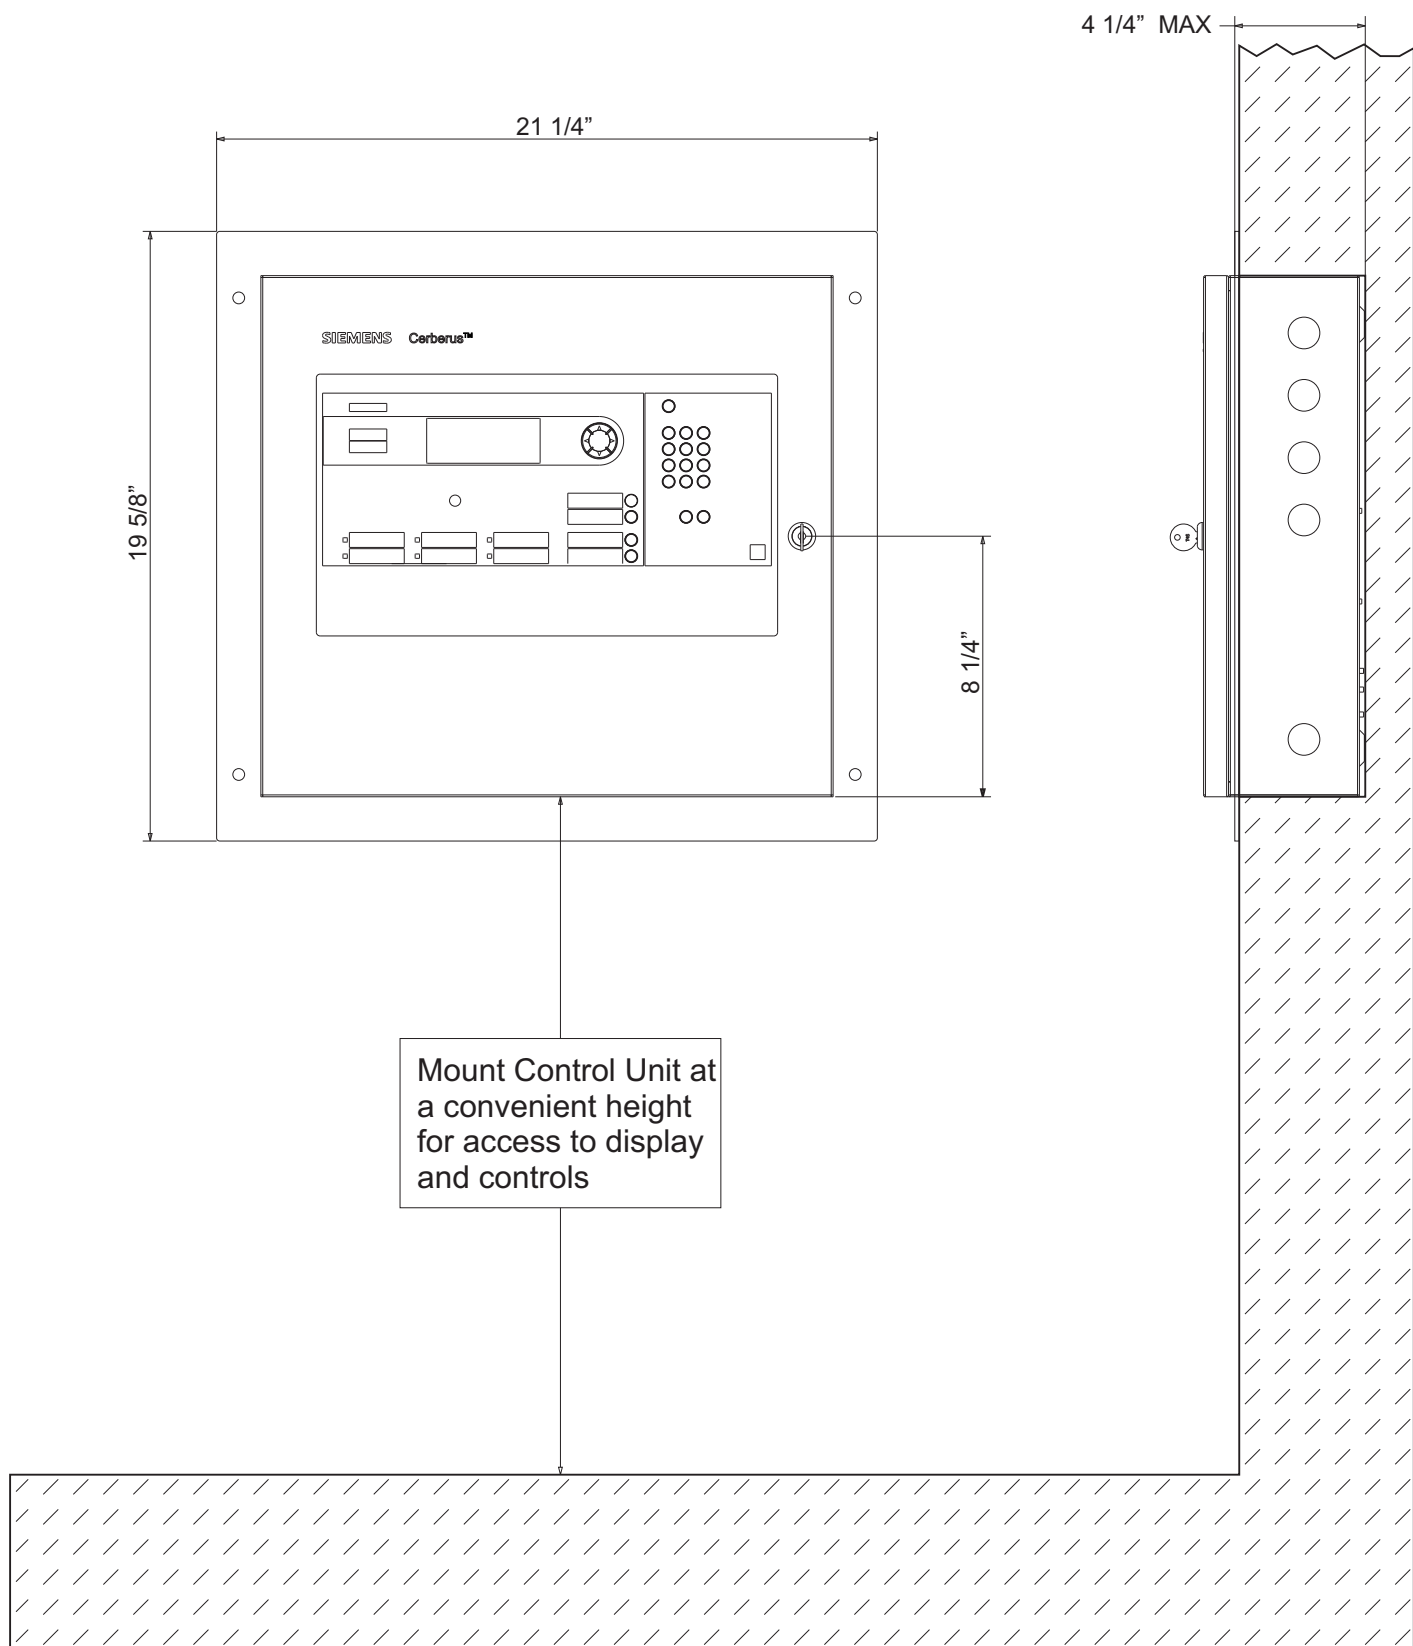 4 1/4” MAX
21 1/4”
SIEMENS Cerberus™
19 5/8”
8 1/4”
Mount Control Unit at
a convenient height
for access to display
and controls